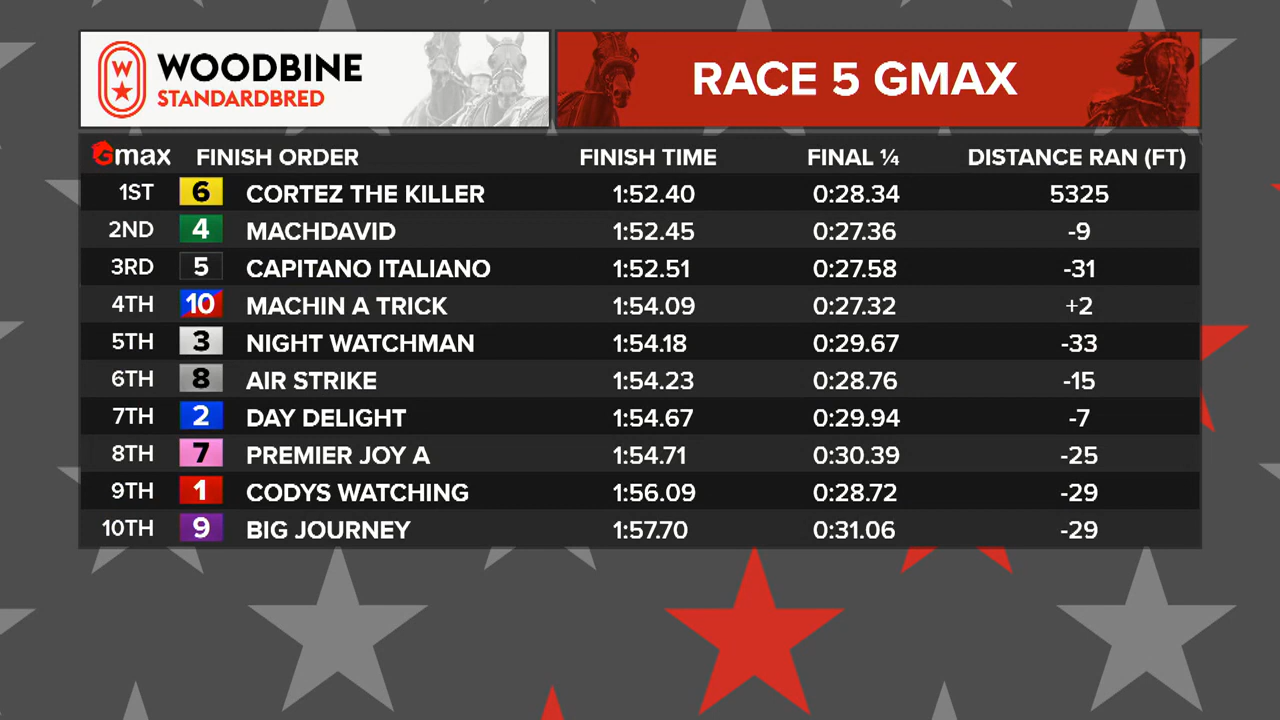 W WOODBINE
STANDARDBRED
RACE 5 GMAX
Gmax FINISH ORDER FINISH TIME FINAL ¼ DISTANCE RAN (FT)
1ST 6 CORTEZ THE KILLER 1:52.40 0:28.34 5325
2ND 4 MACHDAVID 1:52.45 0:27.36 -9
3RD 5 CAPITANO ITALIANO 1:52.51 0:27.58 -31
4TH 10 MACHIN A TRICK 1:54.09 0:27.32 +2
5TH 3 NIGHT WATCHMAN 1:54.18 0:29.67 -33
6TH 8 AIR STRIKE 1:54.23 0:28.76 -15
7TH 2 DAY DELIGHT 1:54.67 0:29.94 -7
8TH 7 PREMIER JOY A 1:54.71 0:30.39 -25
9TH 1 CODYS WATCHING 1:56.09 0:28.72 -29
10TH 9 BIG JOURNEY 1:57.70 0:31.06 -29